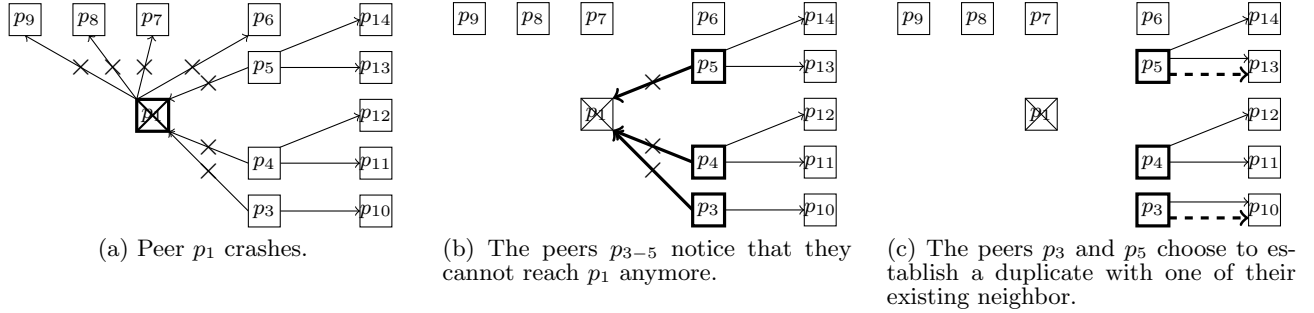 p9 p8 p7 p6 p14
p5 p13
p1 p12
p4 p11
p3 p10
(a) Peer p1 crashes.
p9 p8 p7 p6 p14
p5 p13
p1 p12
p4 p11
p3 p10
(b) The peers p3−5 notice that they
cannot reach p1 anymore.
p9 p8 p7 p6 p14
p5 p13
p1 p12
p4 p11
p3 p10
(c) The peers p3 and p5 choose to es-
tablish a duplicate with one of their
existing neighbor.